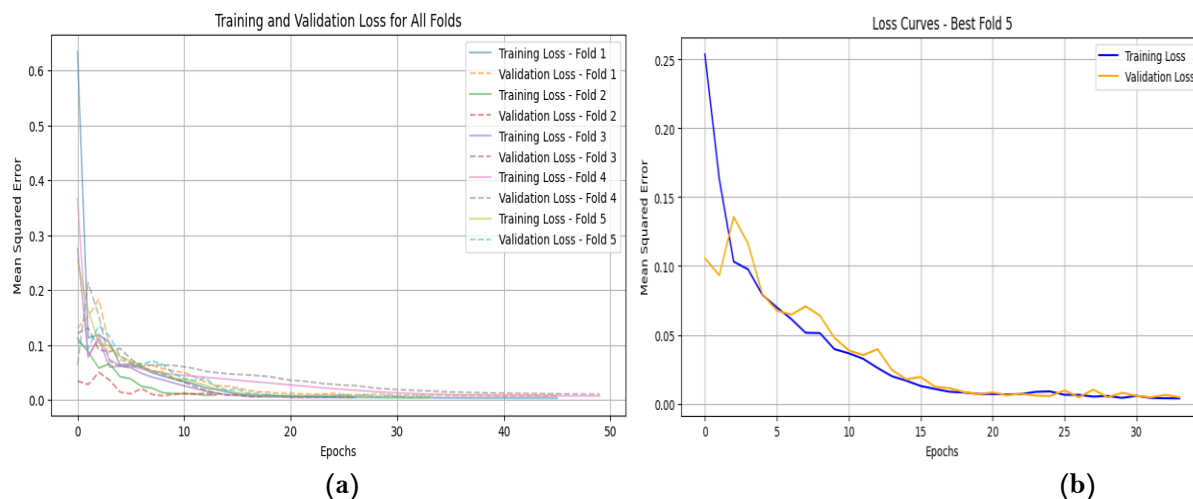 Training and Validation Loss for All Folds
Mean Squared Error
0.6
0.5
0.4
0.3
0.2
0.1
0.0
Training Loss - Fold 1
Validation Loss - Fold 1
Training Loss - Fold 2
Validation Loss - Fold 2
Training Loss - Fold 3
Validation Loss - Fold 3
Training Loss - Fold 4
Validation Loss - Fold 4
Training Loss - Fold 5
Validation Loss - Fold 5
0 10 20 30 40 50
Epochs
(a)
Loss Curves - Best Fold 5
Mean Squared Error
0.25
0.20
0.15
0.10
0.05
0.00
Training Loss
Validation Loss
0 5 10 15 20 25 30
Epochs
(b)